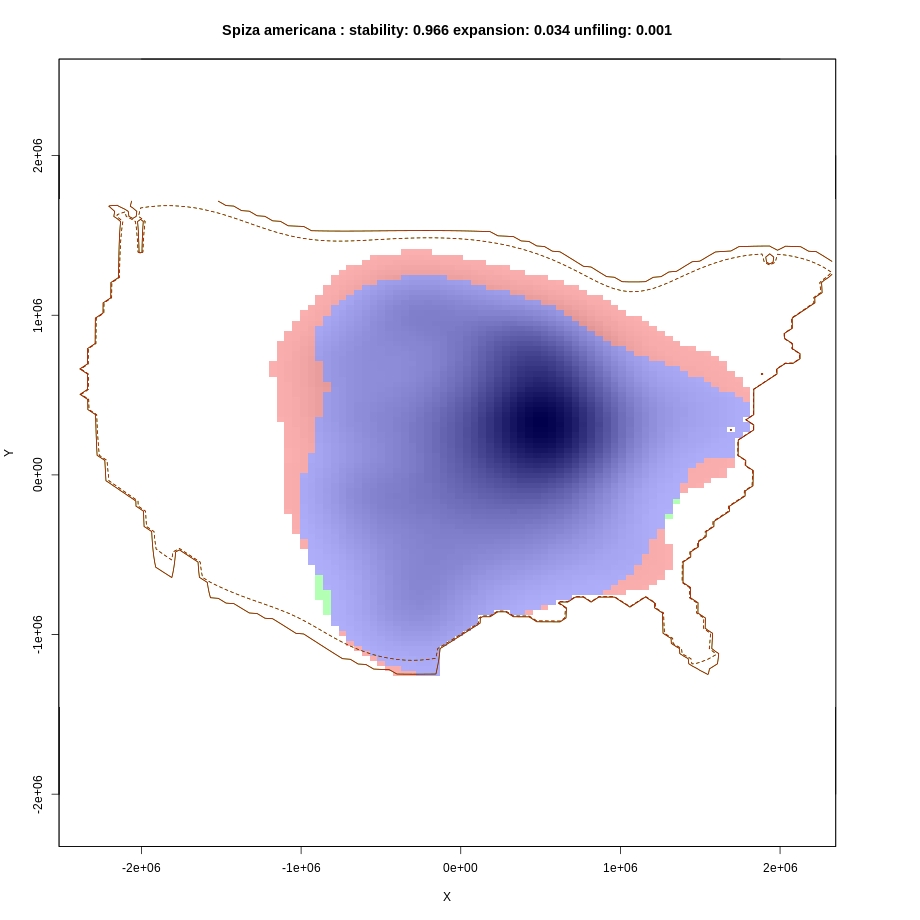 Spiza americana : stability: 0.966 expansion: 0.034 unfiling: 0.001
2e+06
1e+06
0e+00
-1e+06
-2e+06
Y
-2e+06 -1e+06 0e+00 1e+06 2e+06
X